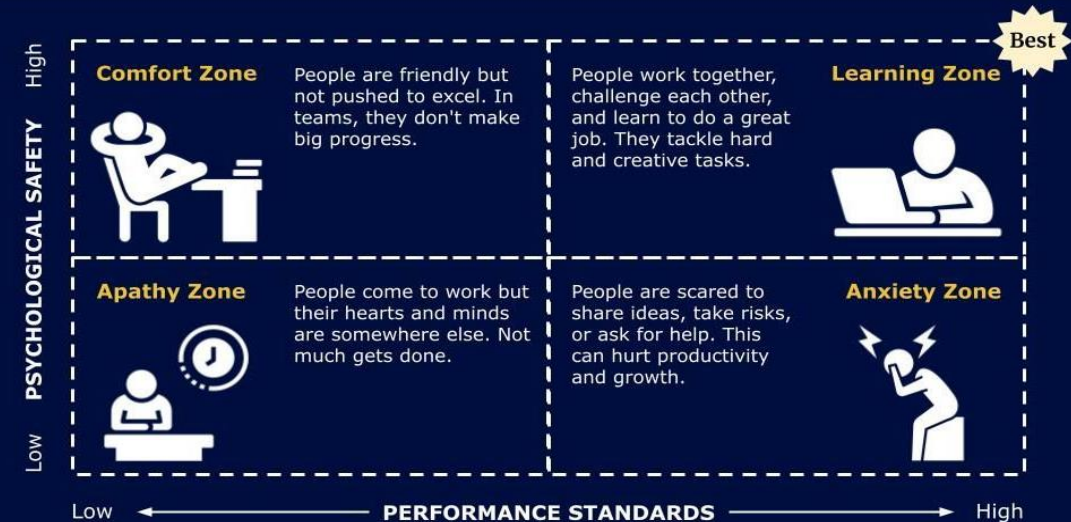 Best
High
PSYCHOLOGICAL SAFETY
Low
Comfort Zone
People are friendly but
not pushed to excel. In
teams, they don't make
big progress.
People work together,
challenge each other,
and learn to do a great
job. They tackle hard
and creative tasks.
Learning Zone
Apathy Zone
People come to work but
their hearts and minds
are somewhere else. Not
much gets done.
People are scared to
share ideas, take risks,
or ask for help. This
can hurt productivity
and growth.
Anxiety Zone
Low
PERFORMANCE STANDARDS
High